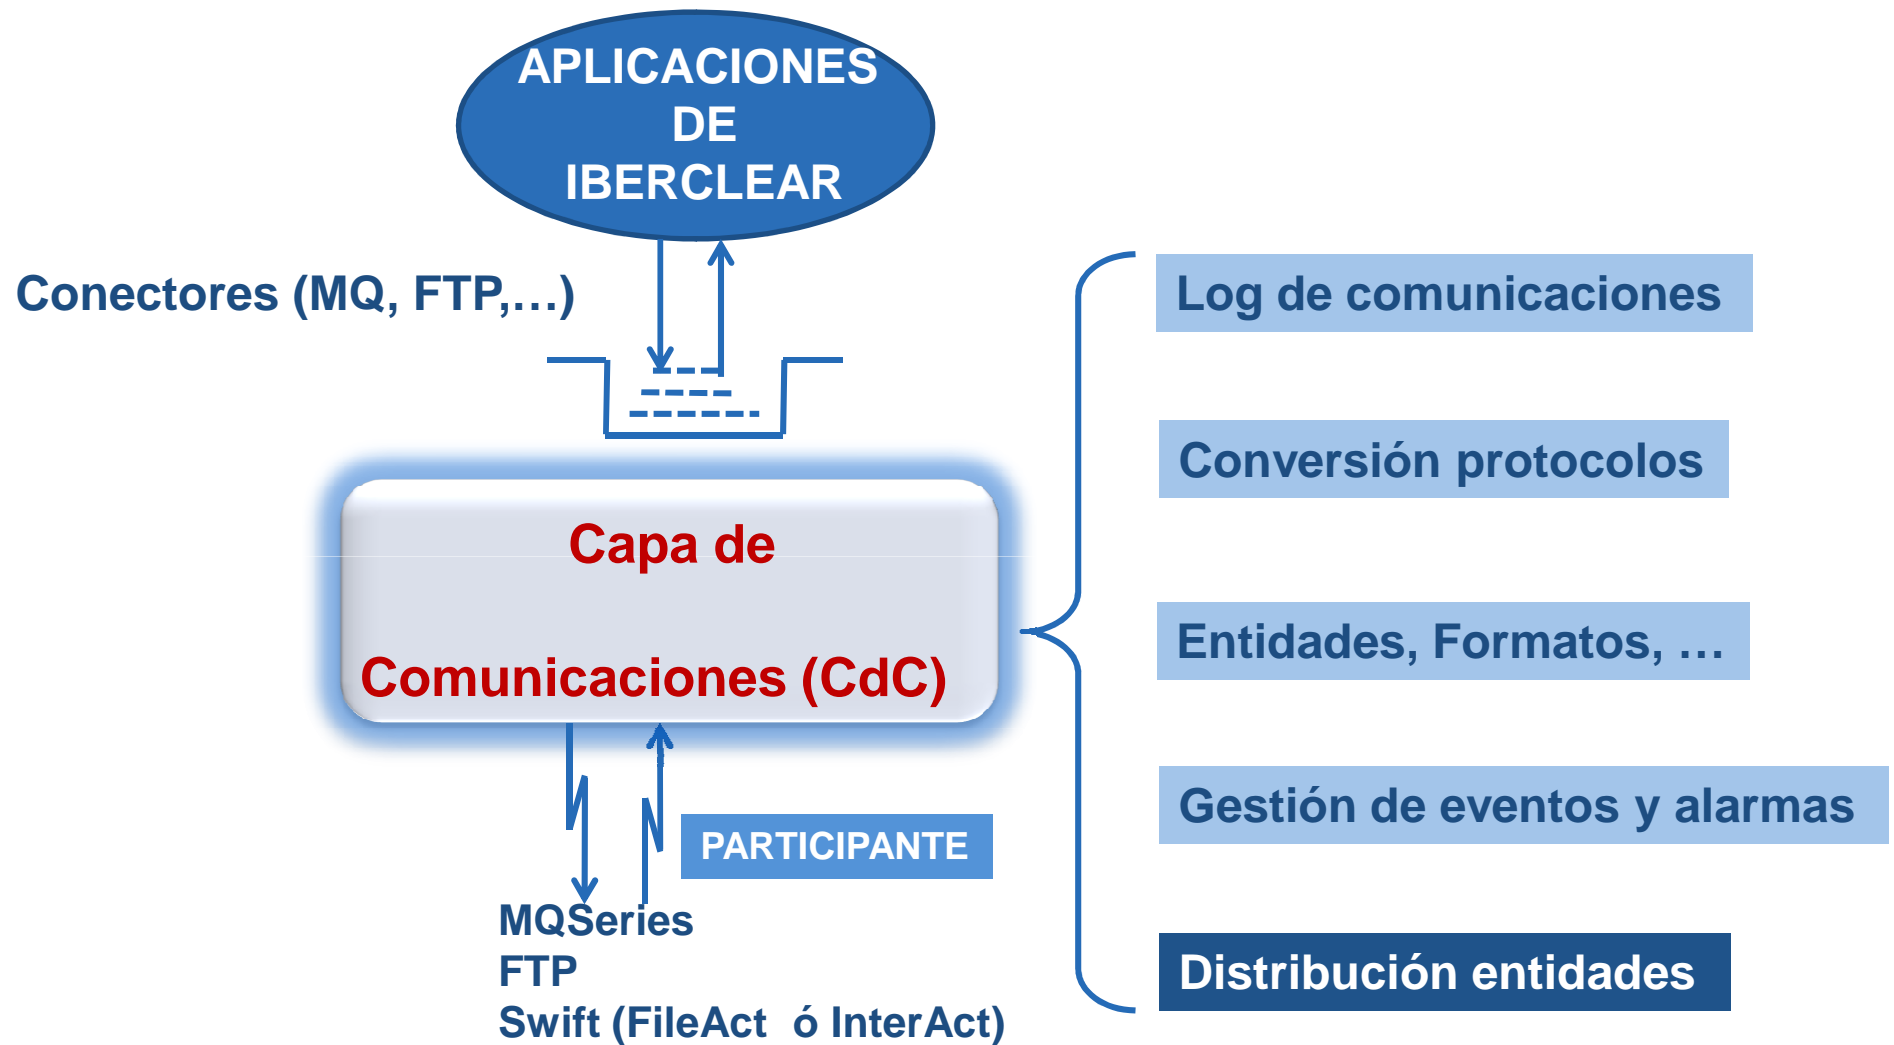 APLICACIONES
DE
IBERCLEAR
Conectores (MQ, FTP,…)
Capa de
Comunicaciones (CdC)
PARTICIPANTE
MQSeries
FTP
Swift (FileAct ó InterAct)
Log de comunicaciones
Conversión protocolos
Entidades, Formatos, …
Gestión de eventos y alarmas
Distribución entidades